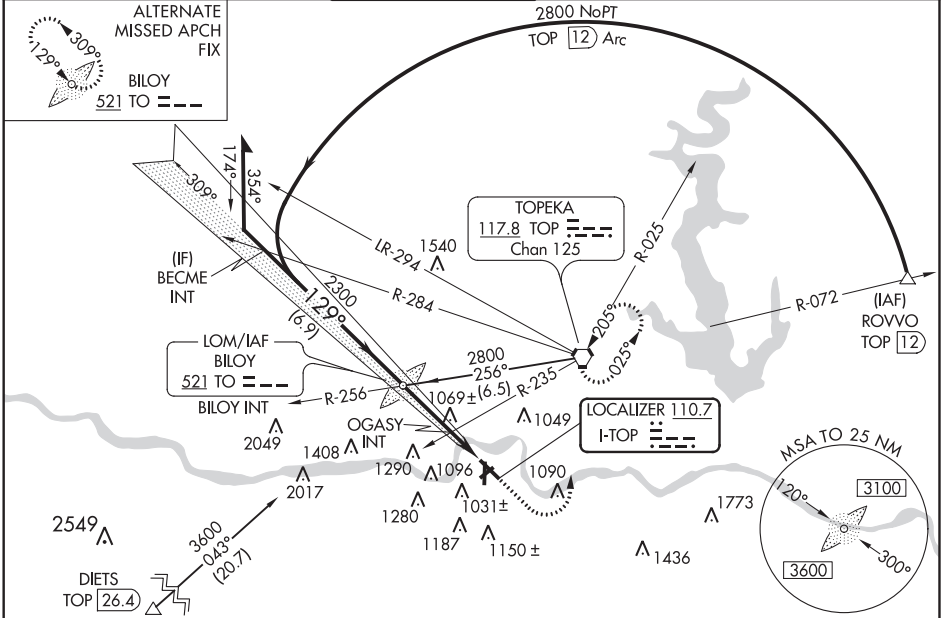 ALTERNATE
MISSED APCH
FIX
309°
129°
BILOY
521 TO
2800 NoPT
TOP 12 Arc
309°
174°
354°
LR-294
1540
TOPEKA
117.8 TOP
Chan 125
R-025
R-072
(IAF)
ROVVO
TOP 12
(IF)
BECME
INT
2300
129°
(6.9)
R-284
205°
025°
LOM/IAF
BILOY
521 TO
BILOY INT
R-256
2800
256°
(6.5)
R-235
1069±
1049
OGASY
INT
LOCALIZER 110.7
I-TOP
2049
1408
1290
1096
1090
2017
1280
1031±
1187
1150 ±
1773
1436
2549
3600
043°
(20.7)
DIETS
TOP 26.4
MSA TO 25 NM
120°
3100
3600
300°